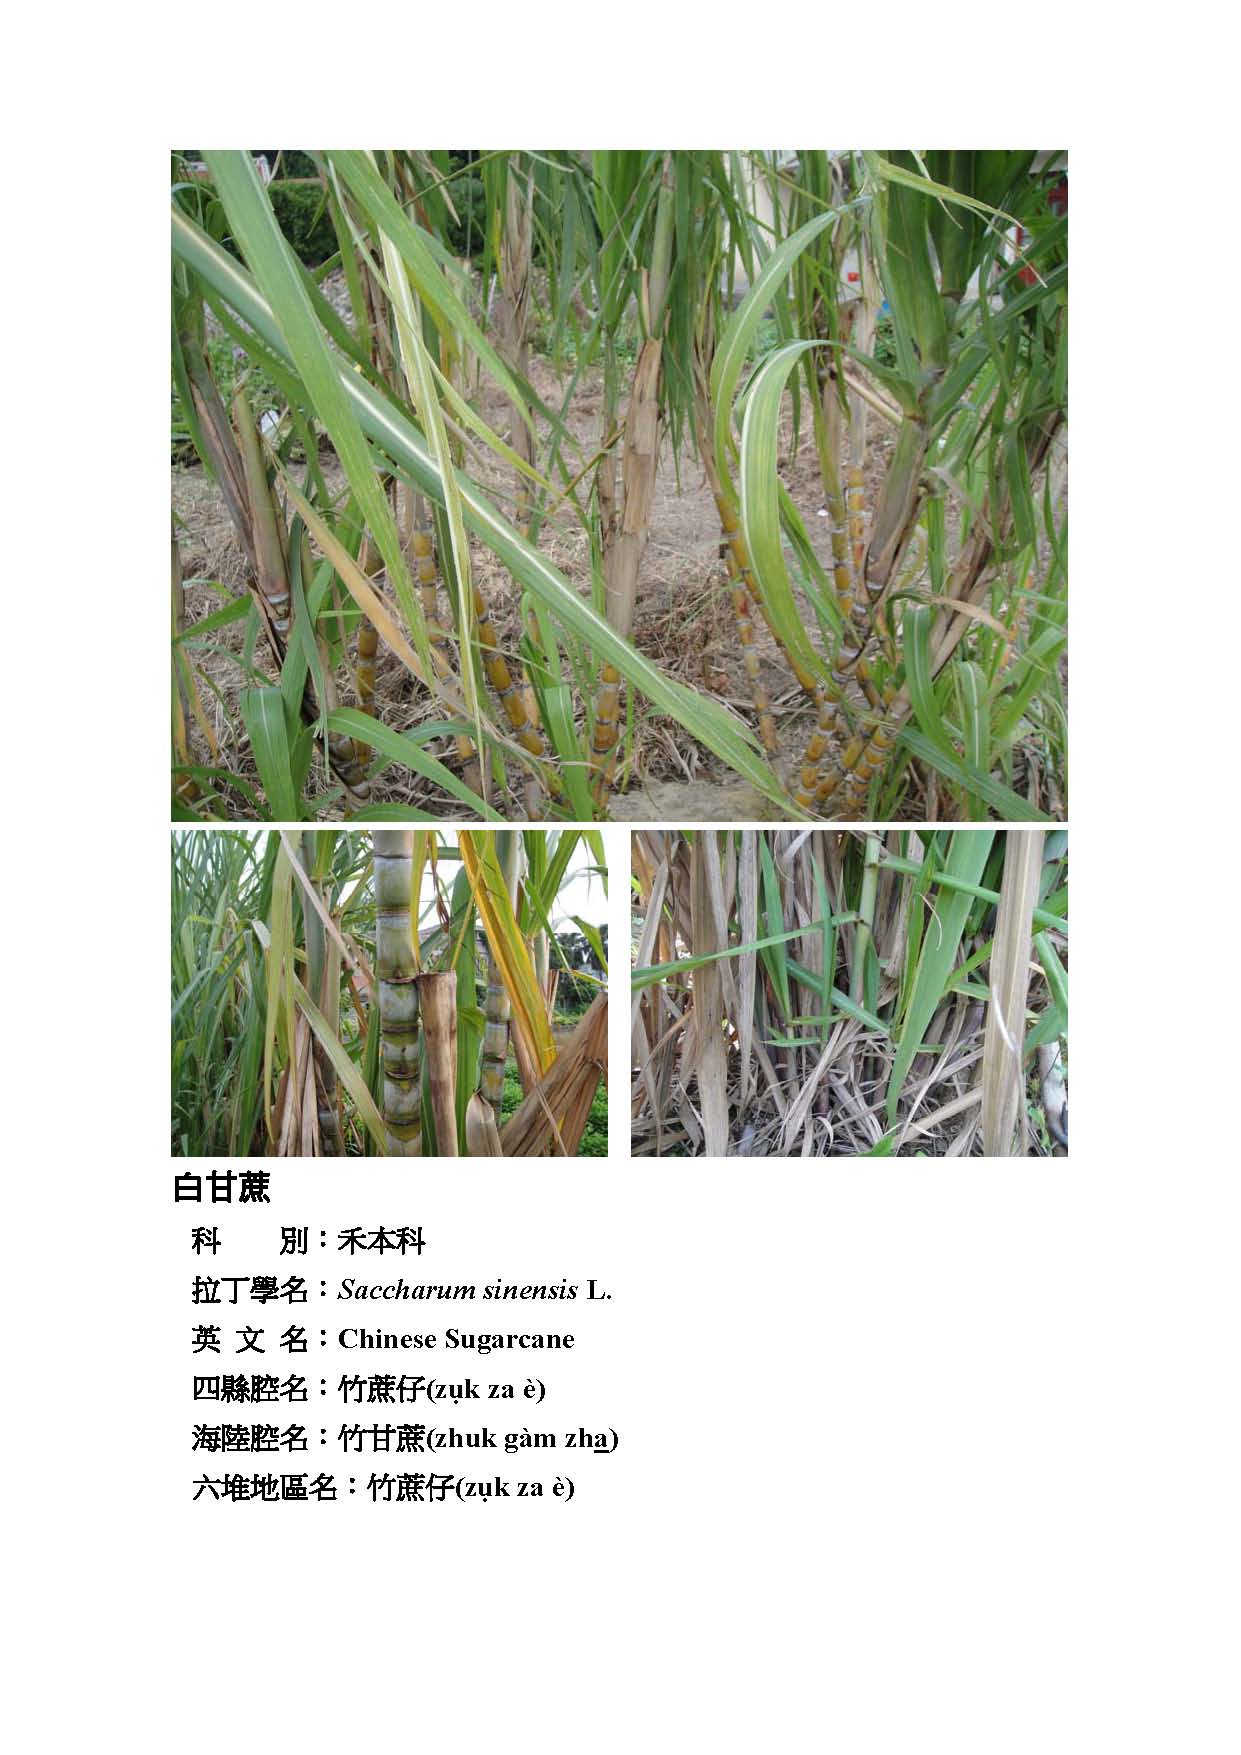 白甘蔗
科　　別：禾本科
拉丁學名：Saccharum sinensis L.
英 文 名：Chinese Sugarcane
四縣腔名：竹蔗仔(zụk za è)
海陸腔名：竹甘蔗(zhuk gàm zha̲)
六堆地區名：竹蔗仔(zụk za è)